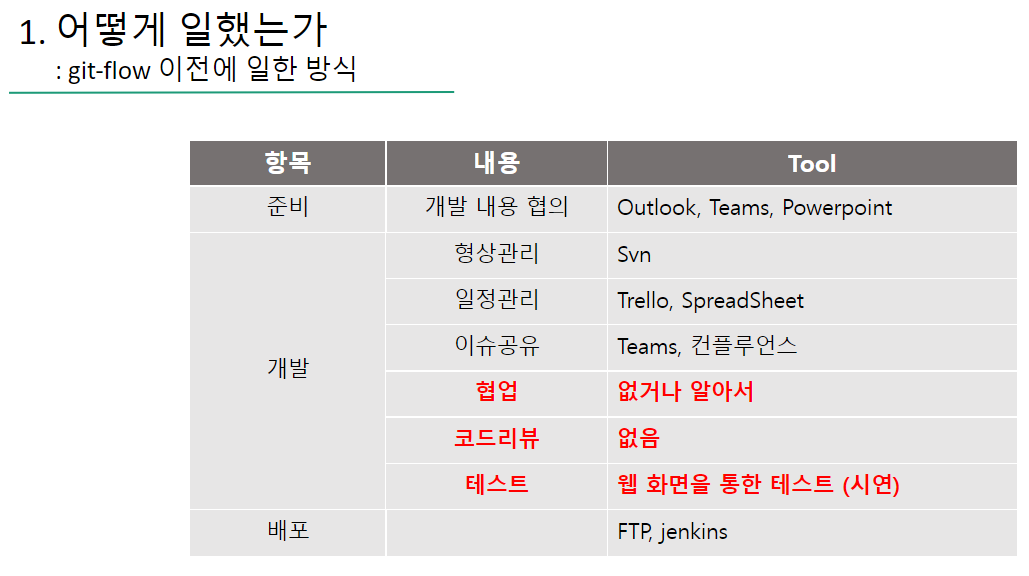 1. 어떻게 일했는가
: git-flow 이전에 일한 방식
항목 내용 Tool
준비 개발 내용 협의 Outlook, Teams, Powerpoint
형상관리 Svn
일정관리 Trello, SpreadSheet
이슈공유 Teams, 컨플루언스
개발
협업 없거나 알아서
코드리뷰 없음
테스트 웹 화면을 통한 테스트 (시연)
배포 FTP, jenkins